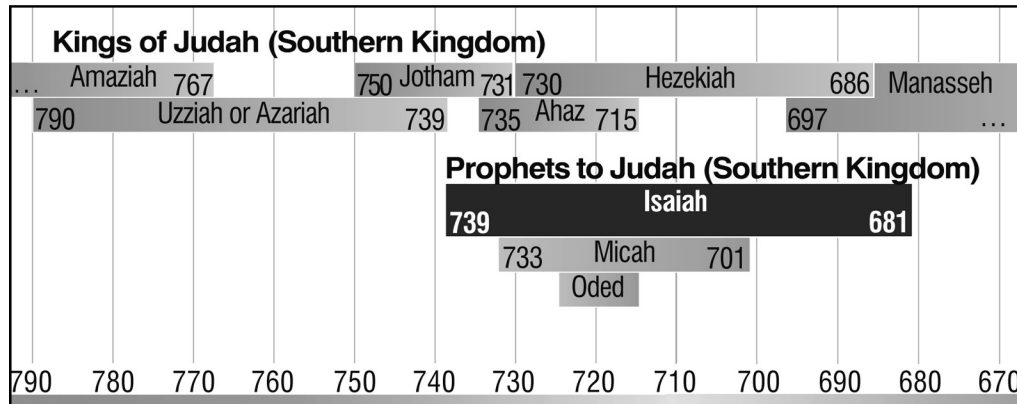 Kings of Judah (Southern Kingdom)
... Amaziah 767 750 Jotham 731 730 Hezekiah 686 Manasseh
790 Uzziah or Azariah 739 735 Ahaz 715 697 ...
Prophets to Judah (Southern Kingdom)
Isaiah
739 681
733 Micah 701
Oded
790 780 770 760 750 740 730 720 710 700 690 680 670